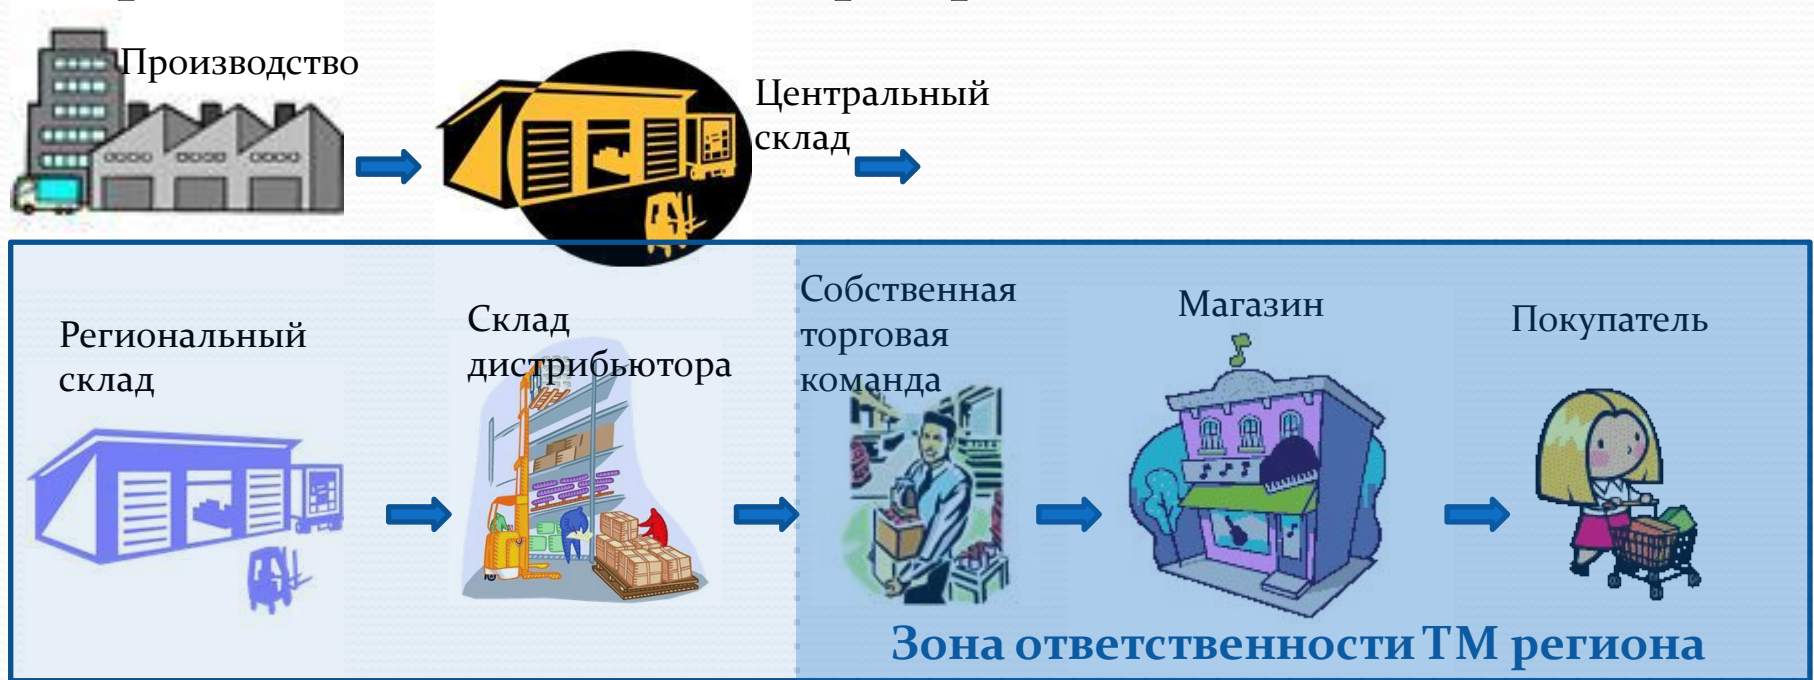 Производство
Центральный
склад
Региональный
склад
Склад
дистрибьютора
Собственная
торговая
команда
Магазин
Покупатель
Зона ответственности ТМ региона